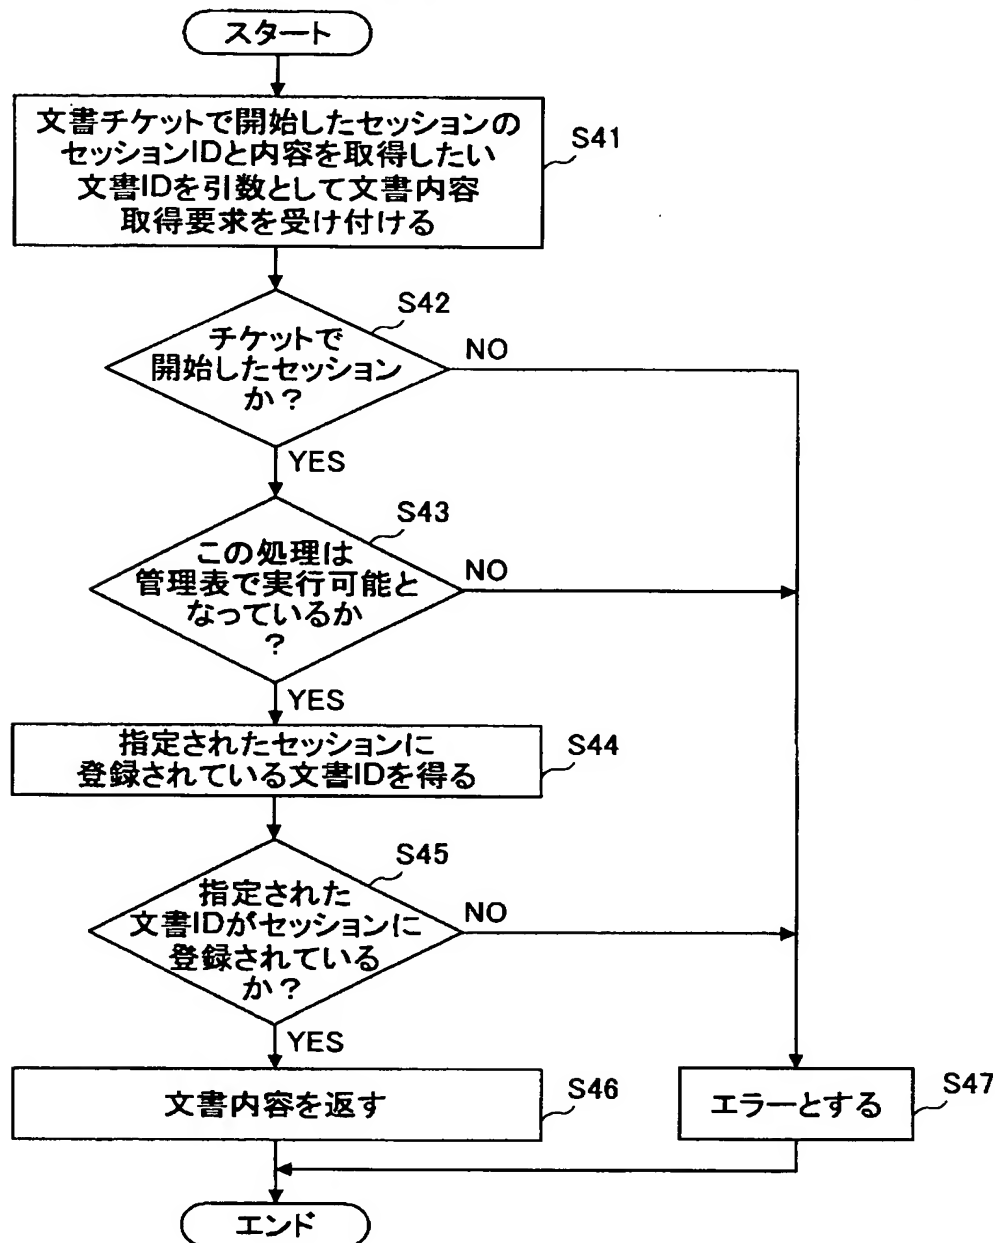 スタート
文書チケットで開始したセッションの
セッションIDと内容を取得したい
文書IDを引数として文書内容
取得要求を受け付ける
S41
S42
チケットで
開始したセッション
か？
NO
YES
S43
この処理は
管理表で実行可能と
なっているか
？
NO
YES
指定されたセッションに
登録されている文書IDを得る
S44
S45
指定された
文書IDがセッションに
登録されている
か？
NO
YES
文書内容を返す
S46
エラーとする
S47
エンド